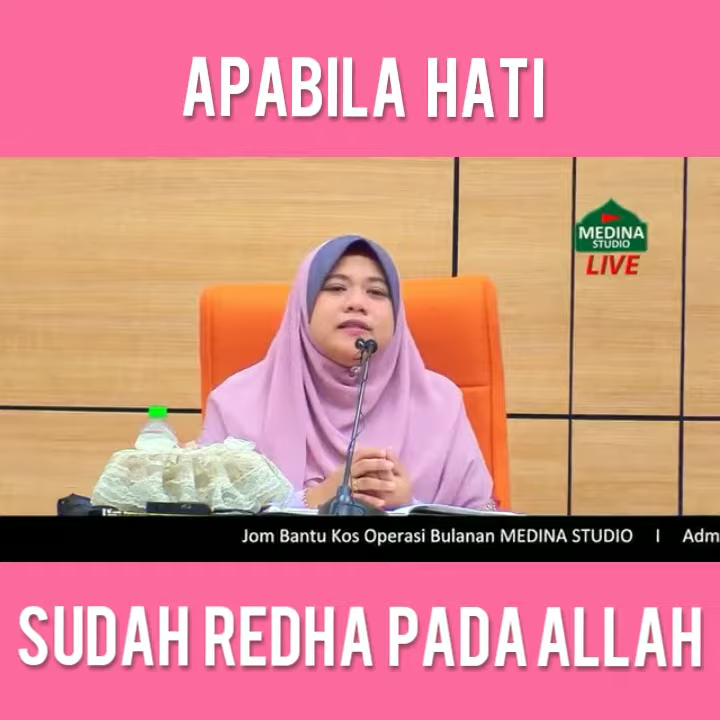 APABILA HATI
MEDINA
STUDIO
LIVE
Jom Bantu Kos Operasi Bulanan MEDINA STUDIO I Adm
SUDAH REDHA PADA ALLAH